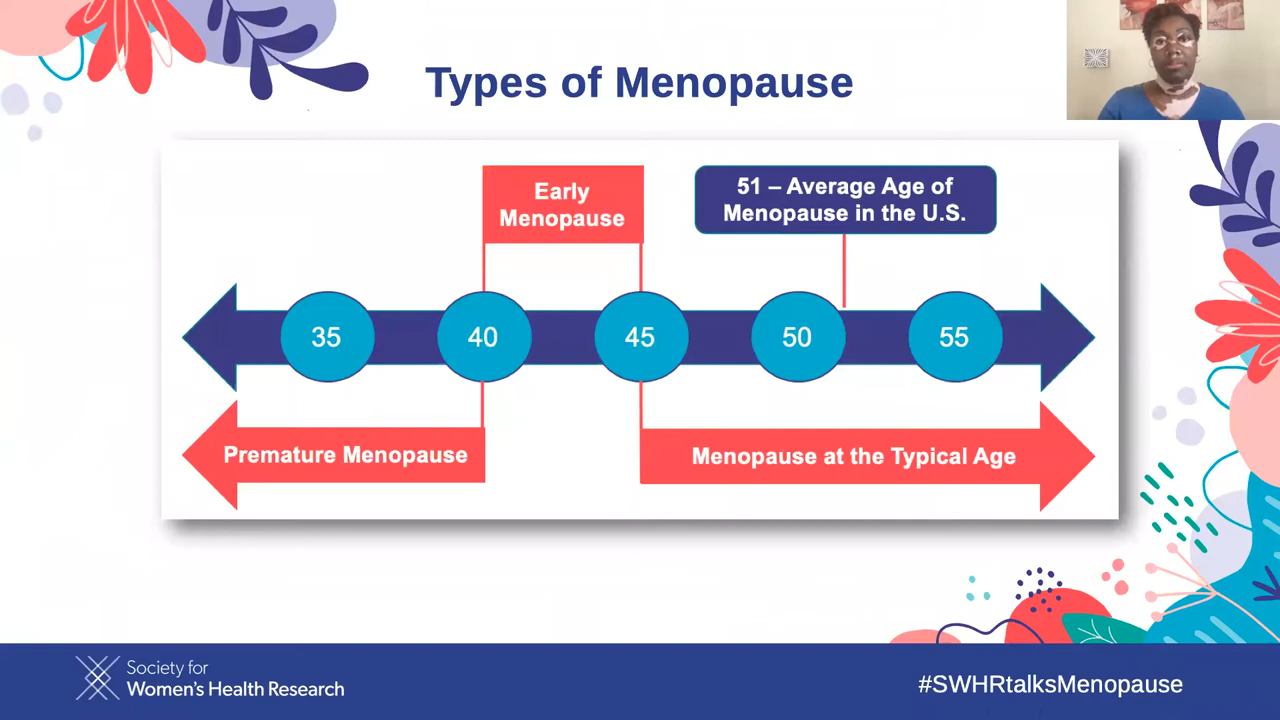 Types of Menopause
Early
Menopause
51 – Average Age of
Menopause in the U.S.
35
40
45
50
55
Premature Menopause
Menopause at the Typical Age
Society for
Women's Health Research
#SWHRtalksMenopause